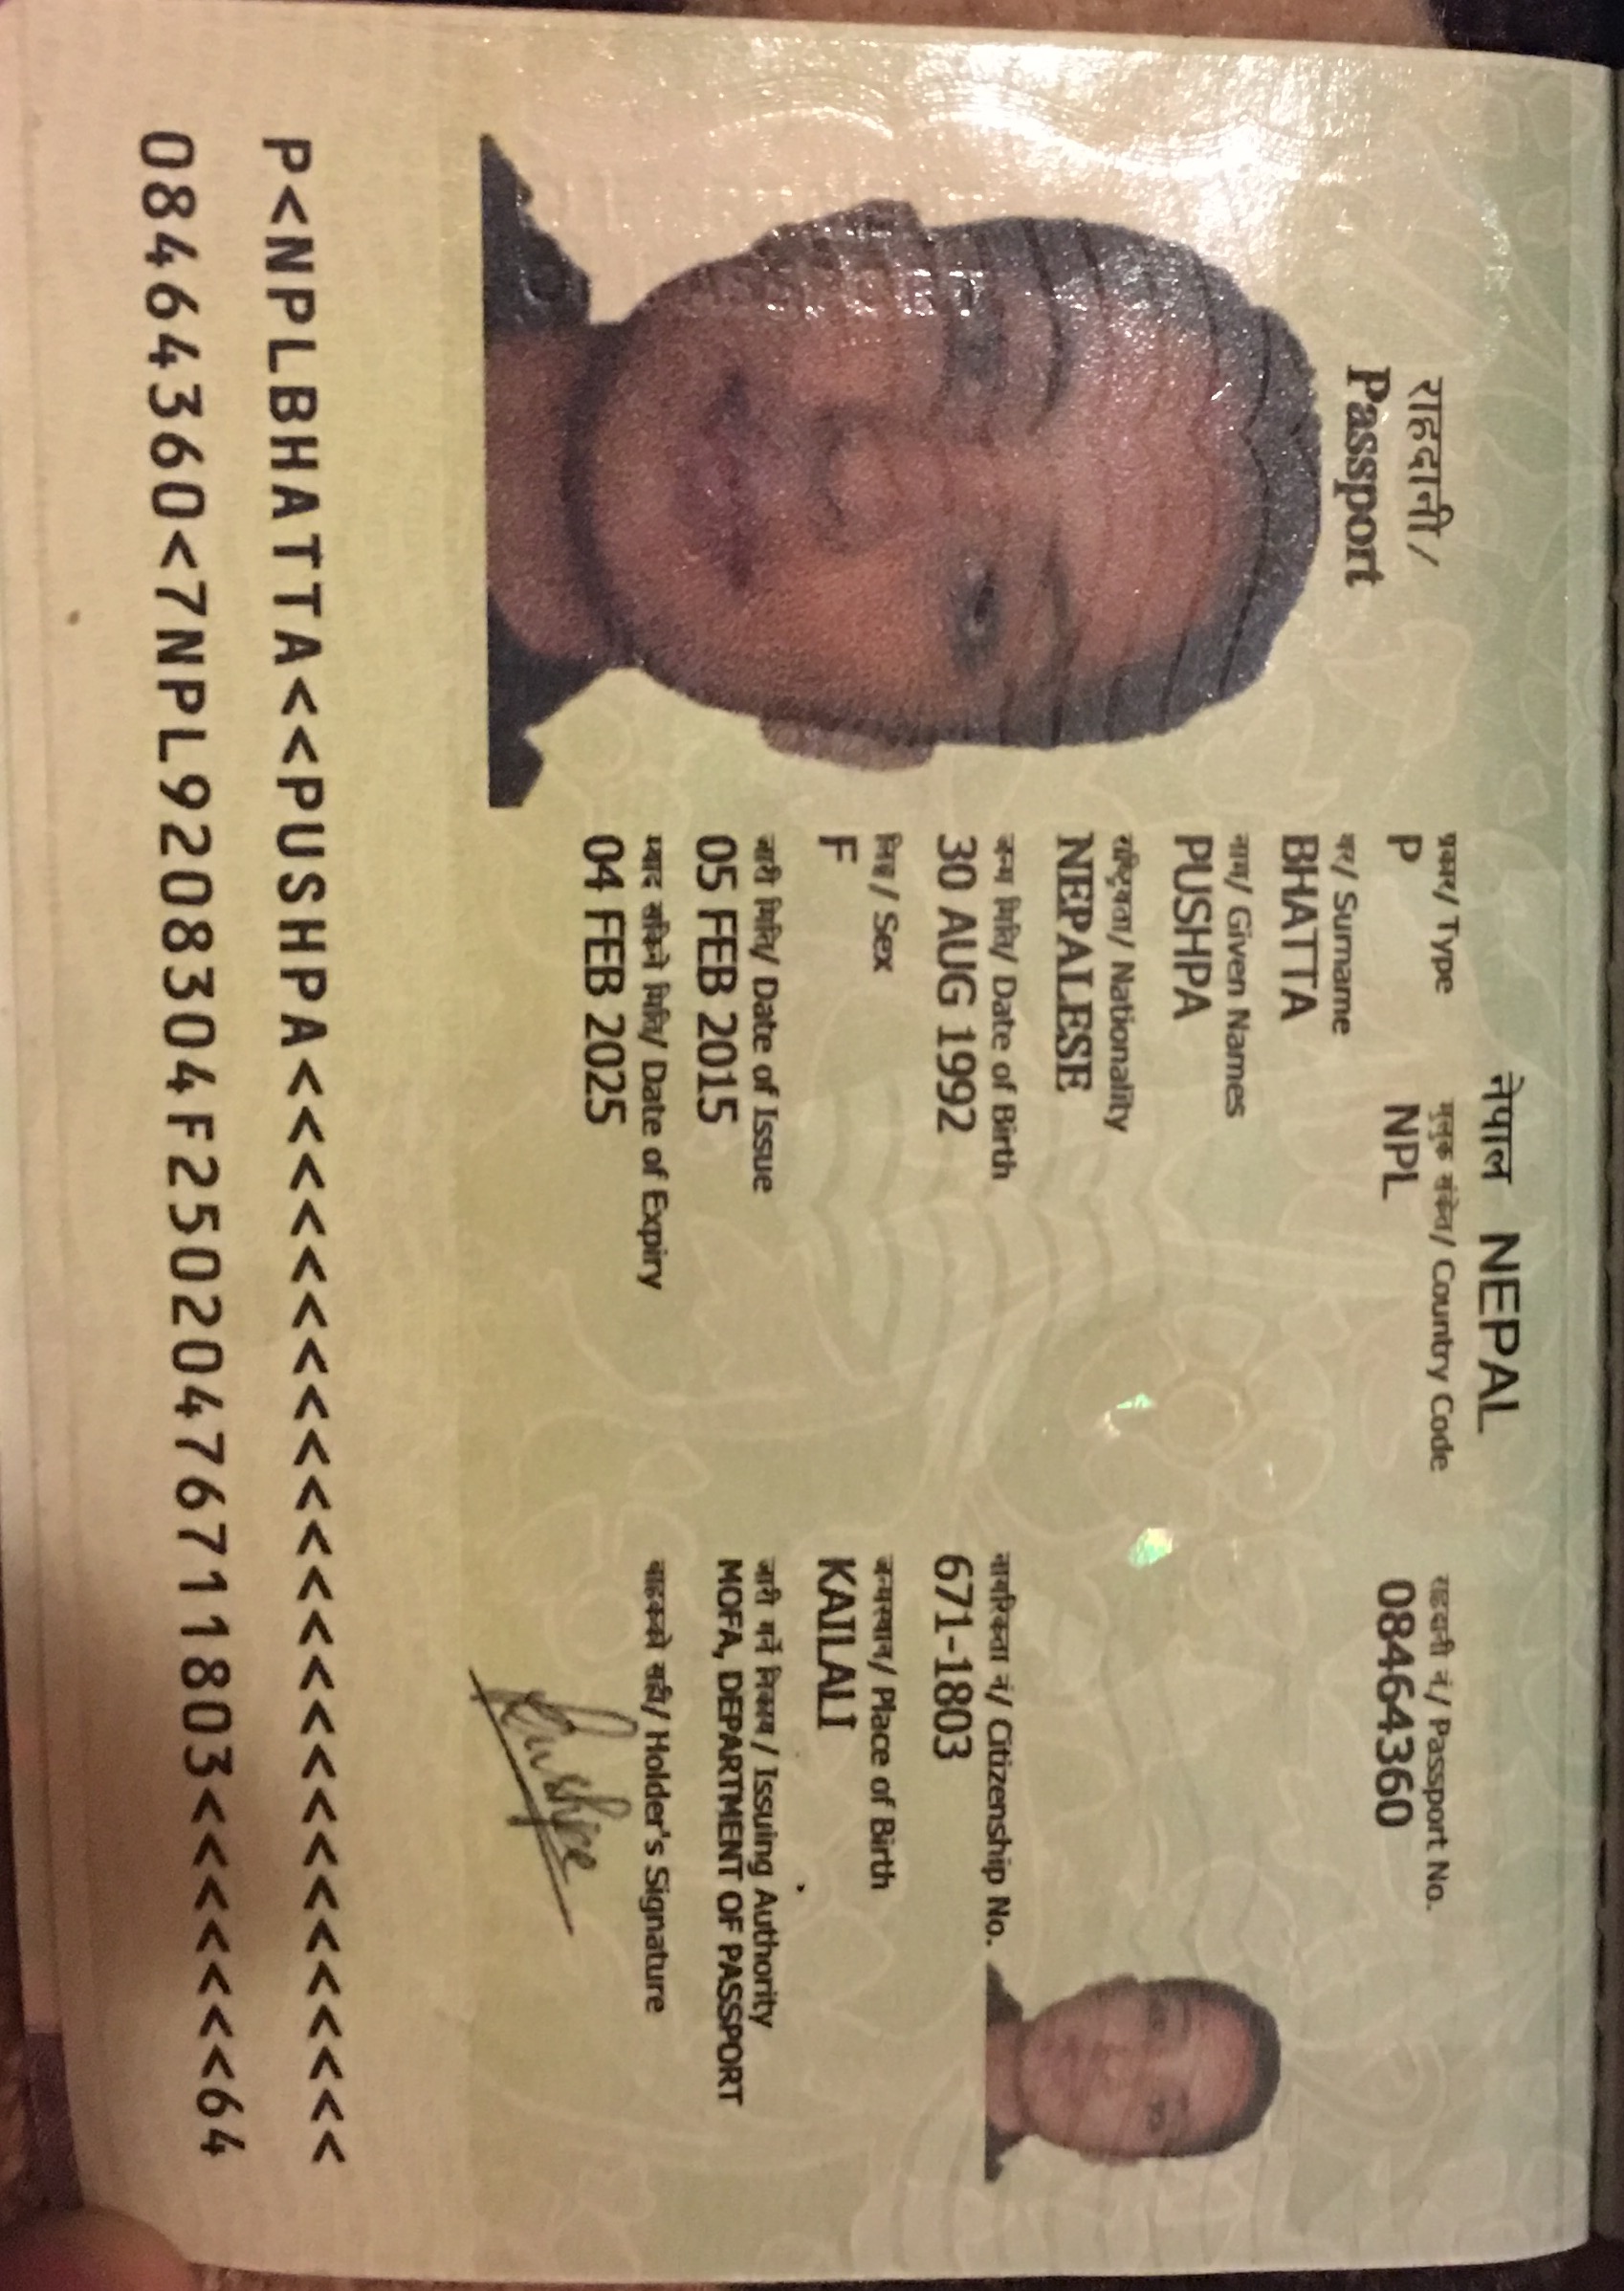 नेपाल NEPAL
राहदानी /
Passport
प्रकार/ Type
P
मुलुक संकेत/ Country Code
NPL
राहदानी नं./ Passport No.
08464360
थर/ Surname
BHATTA
नाम/ Given Names
PUSHPA
राष्ट्रियता/ Nationality
NEPALESE
जन्म मिति/ Date of Birth
30 AUG 1992
नागरिकता नं/ Citizenship No.
671-1803
लिङ्ग / Sex
F
जन्मस्थान/ Place of Birth
KAILALI
जारी मिति/ Date of Issue
05 FEB 2015
जारी गर्ने निकाय / Issuing Authority
MOFA, DEPARTMENT OF PASSPORT
म्याद सकिने मिति/ Date of Expiry
04 FEB 2025
वाहकको सही/ Holder's Signature
P<NPLBHATTA<<PUSHPA<<<<<<<<<<<<<<<<<<<<<<<<<
08464360<7NPL9208304F25020476711803<<<<<<<64